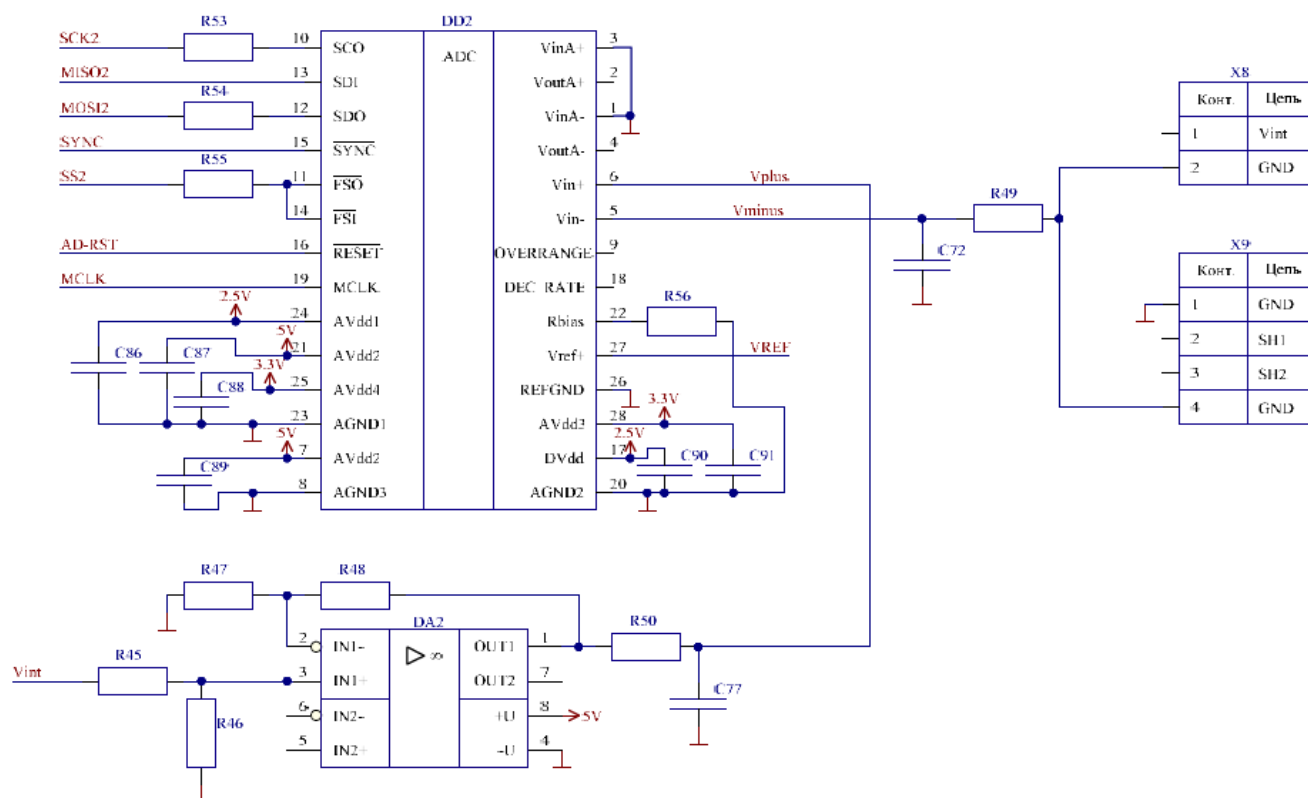 DD2
ADC
R53
SCK2
10
SCO
MISO2
13
SDI
R54
MOSI2
12
SDO
SYNC
15
SYNC
R55
SS2
11
FSO
14
FSI
AD-RST
16
RESET
MCLK
19
MCLK
2.5V
24
AVdd1
5V
21
AVdd2
C86
C87
3.3V
25
AVdd4
C88
23
AGND1
5V
7
AVdd2
C89
8
AGND3
VinA+
3
VoutA+
2
VinA-
1
VoutA-
4
Vin+
6
Vplus
Vin-
5
Vminus
OVERRANGE
9
DEC RATE
18
Rbias
22
R56
Vref+
27
VREF
REFGND
26
AVdd3
28
3.3V
DVdd
17
2.5V
C90
C91
AGND2
20
R49
C72
X8
Конт. Цепь
1 Vint
2 GND
X9
Конт. Цепь
1 GND
2 SH1
3 SH2
4 GND
R47
R48
DA2
▷ ∞
2
IN1-
OUT1
1
R50
Vint
R45
3
IN1+
OUT2
7
C77
R46
6
IN2-
+U
8
5V
5
IN2+
-U
4